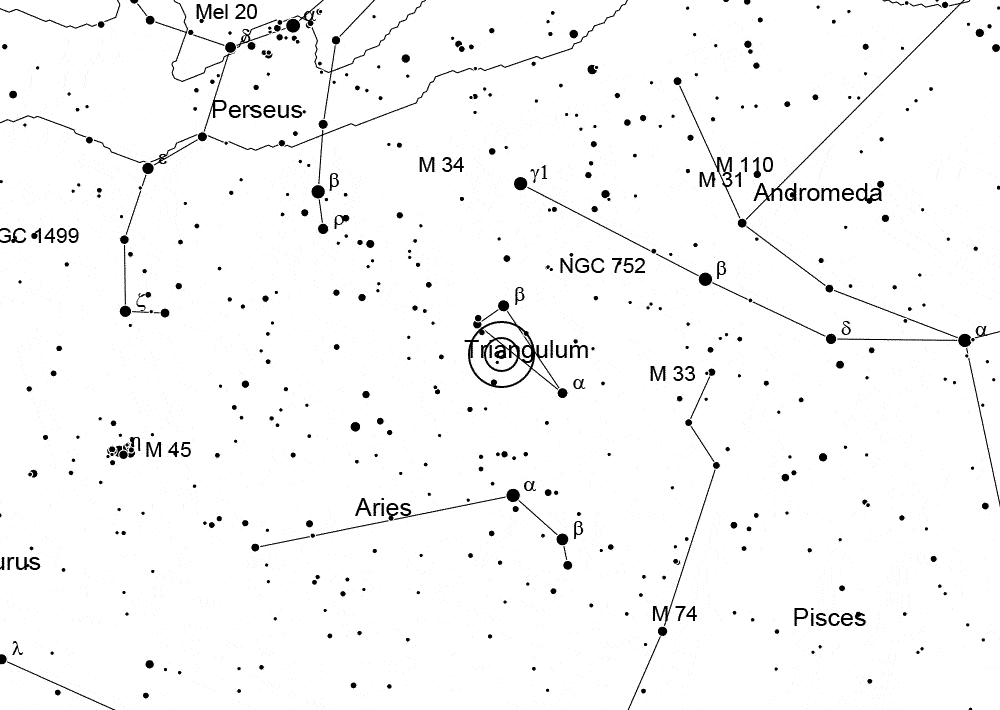 Mel 20
α
δ
Perseus
ε
M 34
γ1
M 110
M 31
Andromeda
β
ρ
GC 1499
NGC 752
β
ζ
β
δ
α
Triangulum
M 33
α
η
M 45
α
Aries
β
urus
M 74
Pisces
λ